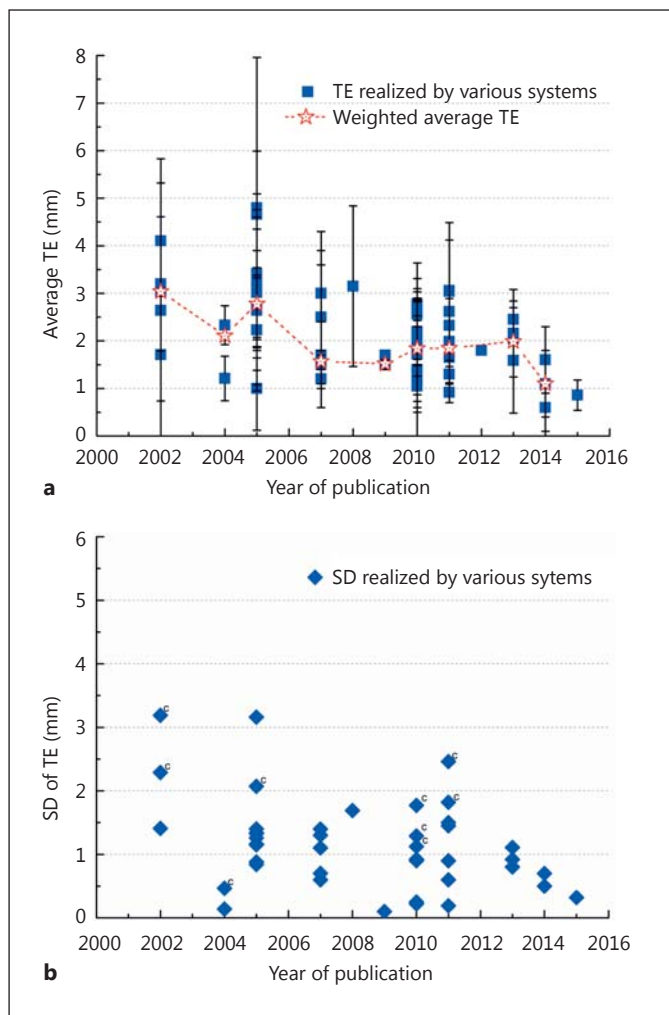 8
7
6
5
4
3
2
1
0
Average TE (mm)
TE realized by various systems
Weighted average TE
2000 2002 2004 2006 2008 2010 2012 2014 2016
a
Year of publication
6
5
4
3
2
1
0
SD of TE (mm)
SD realized by various sytems
c
c
c
c
c
c
c
c
c
2000 2002 2004 2006 2008 2010 2012 2014 2016
b
Year of publication